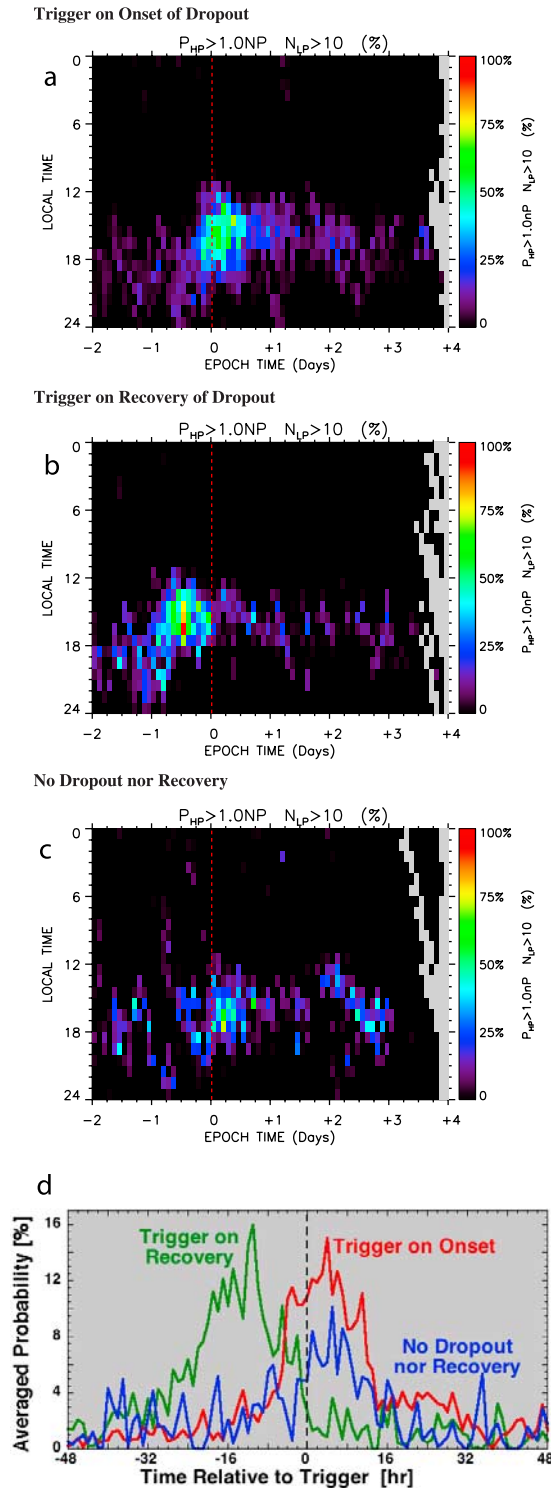 Trigger on Onset of Dropout
P_HP>1.0NP N_LP>10 (%)
a
0
6
12
18
24
LOCAL TIME
-2 -1 0 +1 +2 +3 +4
EPOCH TIME (Days)
100%
75%
50%
25%
0
P_HP>1.0nP N_LP>10 (%)
Trigger on Recovery of Dropout
P_HP>1.0NP N_LP>10 (%)
b
0
6
12
18
24
LOCAL TIME
-2 -1 0 +1 +2 +3 +4
EPOCH TIME (Days)
100%
75%
50%
25%
0
P_HP>1.0nP N_LP>10 (%)
No Dropout nor Recovery
P_HP>1.0NP N_LP>10 (%)
c
0
6
12
18
24
LOCAL TIME
-2 -1 0 +1 +2 +3 +4
EPOCH TIME (Days)
100%
75%
50%
25%
0
P_HP>1.0nP N_LP>10 (%)
d
16
12
8
4
0
Averaged Probability [%]
Trigger on
Recovery
Trigger on Onset
No Dropout
nor Recovery
-48 -32 -16 0 16 32 48
Time Relative to Trigger [hr]